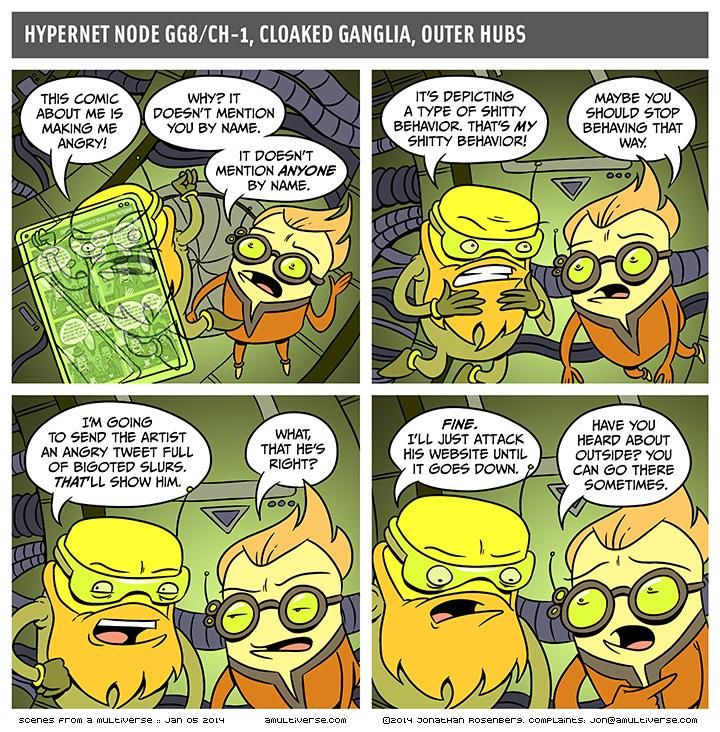 HYPERNET NODE GG8/CH-1, CLOAKED GANGLIA, OUTER HUBS
THIS COMIC
ABOUT ME IS
MAKING ME
ANGRY!
WHY? IT
DOESN'T MENTION
YOU BY NAME.
IT DOESN'T
MENTION ANYONE
BY NAME.
IT'S DEPICTING
A TYPE OF SHITTY
BEHAVIOR. THAT'S MY
SHITTY BEHAVIOR!
MAYBE YOU
SHOULD STOP
BEHAVING THAT
WAY.
I'M GOING
TO SEND THE ARTIST
AN ANGRY TWEET FULL
OF BIGOTED SLURS.
THAT'LL SHOW HIM.
WHAT,
THAT HE'S
RIGHT?
FINE.
I'LL JUST ATTACK
HIS WEBSITE UNTIL
IT GOES DOWN.
HAVE YOU
HEARD ABOUT
OUTSIDE? YOU
CAN GO THERE
SOMETIMES.
SCENES FROM A MULTIVERSE :: JAN 05 2014 AMULTIVERSE.COM ©2014 JONATHAN ROSENBERG. COMPLAINTS: JON@AMULTIVERSE.COM